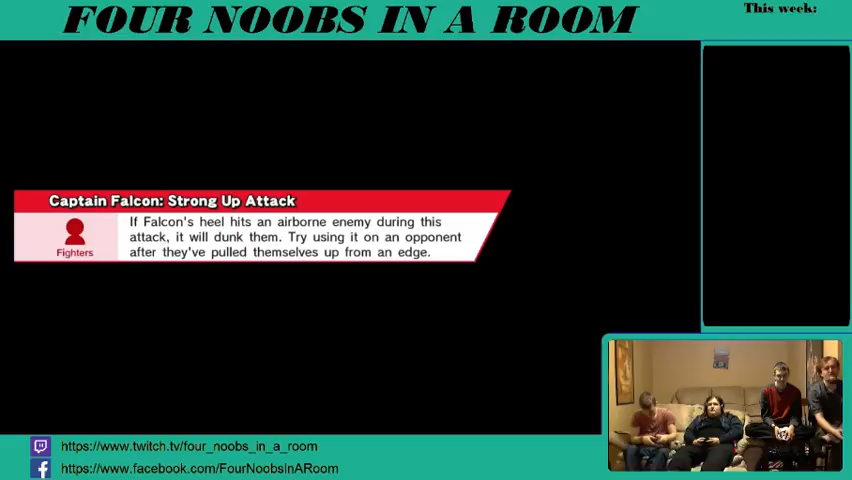 FOUR NOOBS IN A ROOM
This week:
Captain Falcon: Strong Up Attack
If Falcon's heel hits an airborne enemy during this
attack, it will dunk them. Try using it on an opponent
after they've pulled themselves up from an edge.
Fighters
https://www.twitch.tv/four_noobs_in_a_room
https://www.facebook.com/FourNoobsInARoom